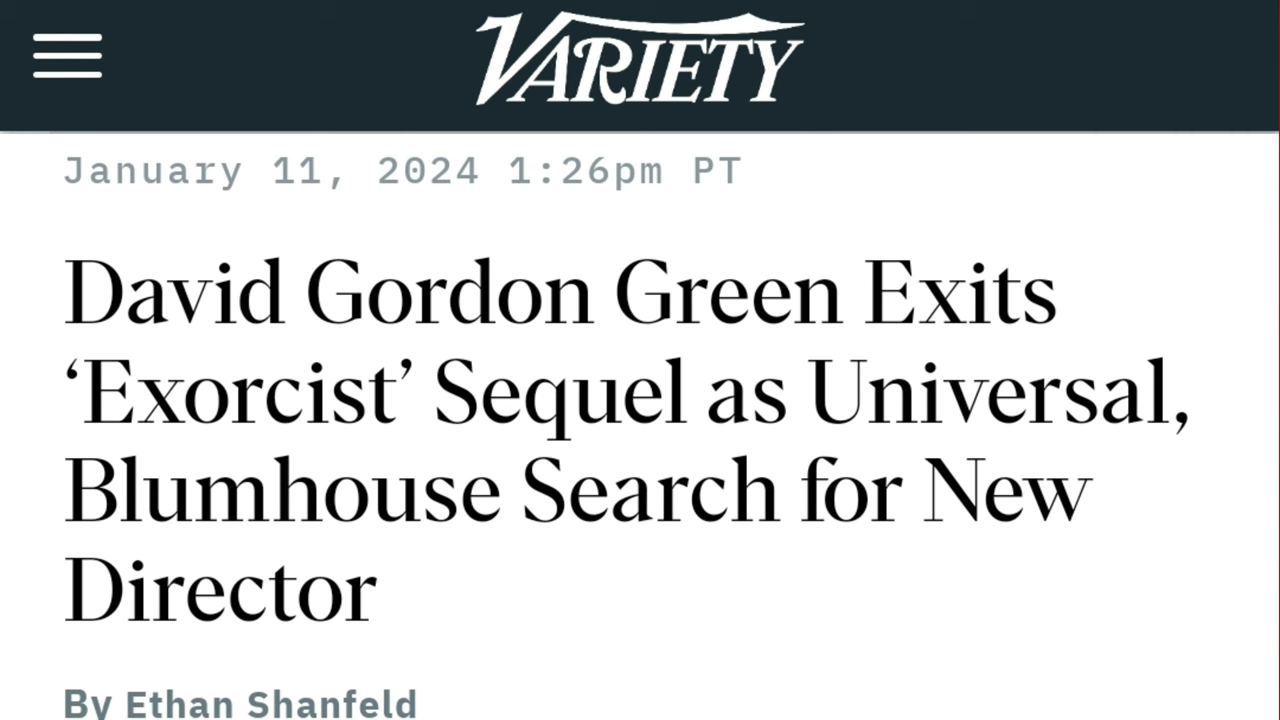 VARIETY
January 11, 2024 1:26pm PT
David Gordon Green Exits
‘Exorcist’ Sequel as Universal,
Blumhouse Search for New
Director
By Ethan Shanfeld